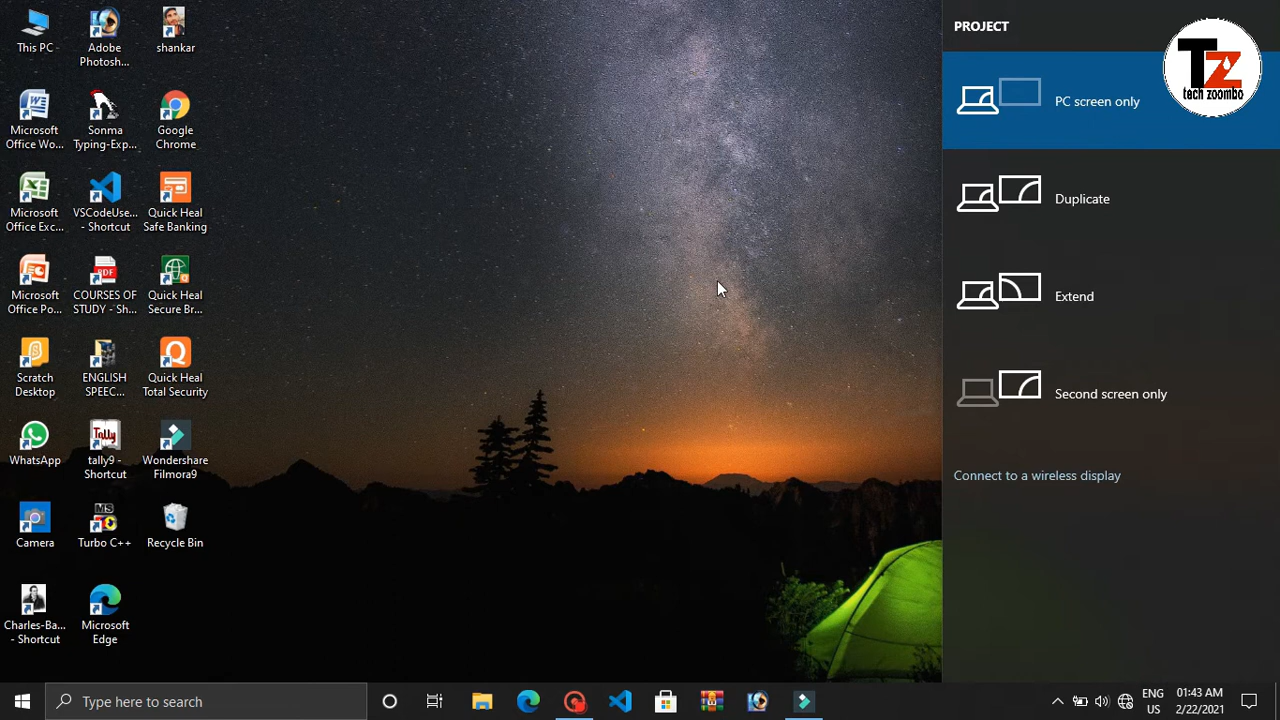 This PC
Adobe
Photosh...
shankar
Microsoft
Office Wo...
Sonma
Typing-Exp...
Google
Chrome
Microsoft
Office Exc...
VSCodeUse...
- Shortcut
Quick Heal
Safe Banking
Microsoft
Office Po...
PDF
COURSES OF
STUDY - Sh...
Quick Heal
Secure Br...
Scratch
Desktop
ENGLISH
SPEEC...
Quick Heal
Total Security
WhatsApp
Tally
tally9 -
Shortcut
Wondershare
Filmora9
Camera
MS
Turbo C++
Recycle Bin
Charles-Ba...
- Shortcut
Microsoft
Edge
PROJECT
TZ
tech zoombo
PC screen only
Duplicate
Extend
Second screen only
Connect to a wireless display
Type here to search
ENG
US
01:43 AM
2/22/2021